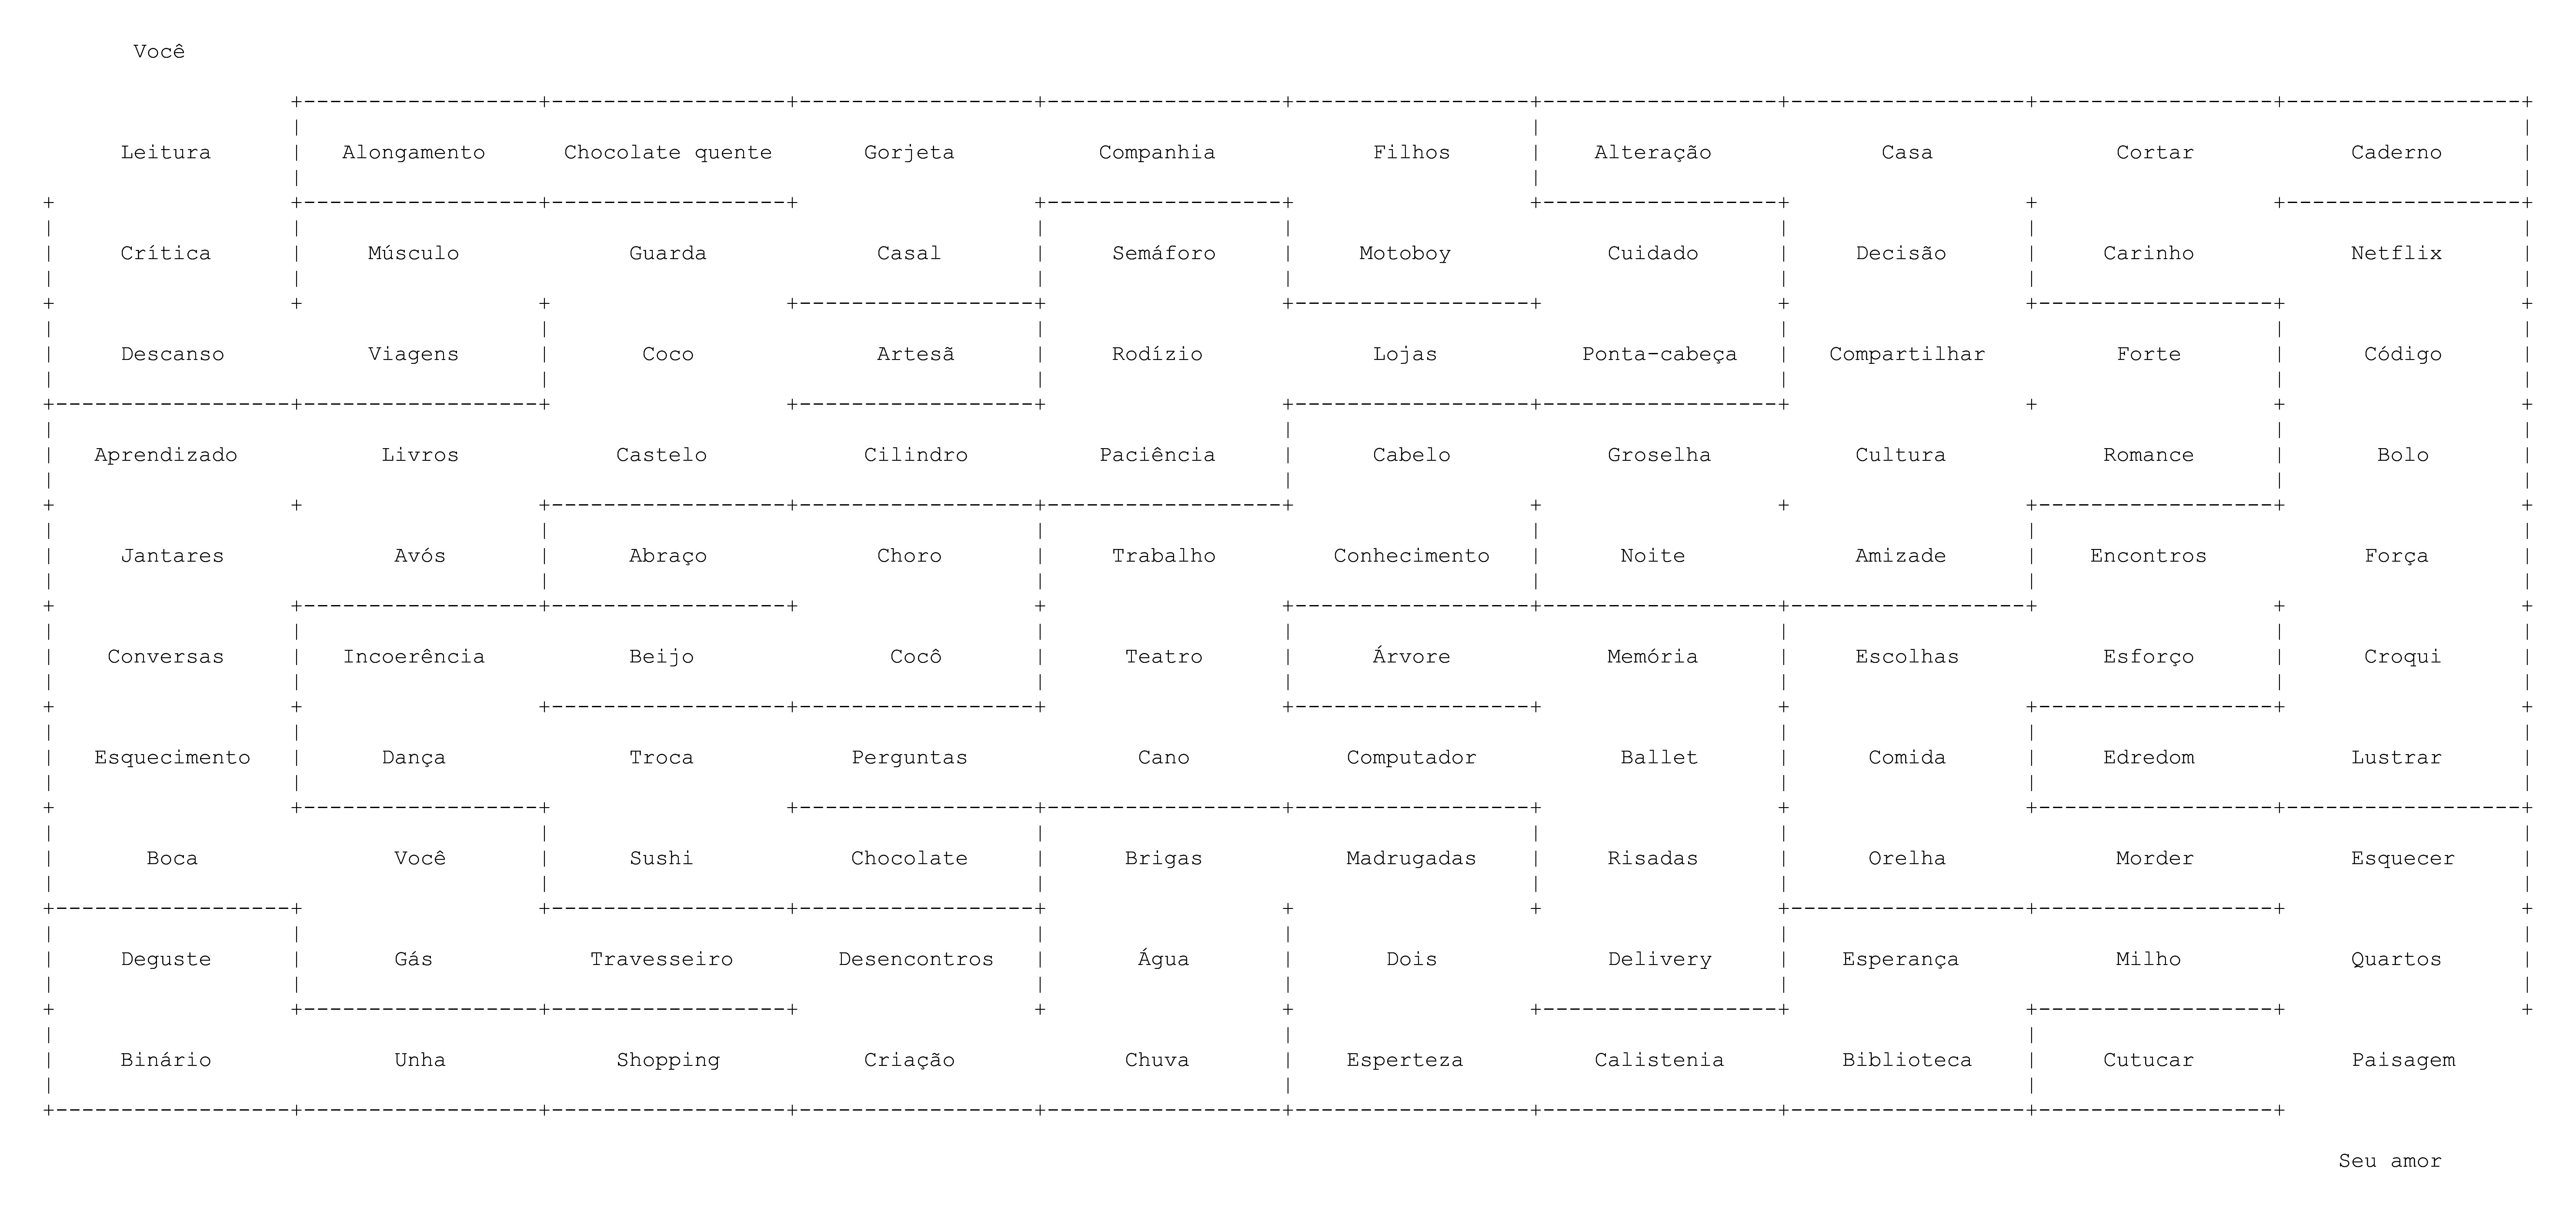 Você
Leitura Alongamento Chocolate quente Gorjeta Companhia Filhos Alteração Casa Cortar Caderno
Crítica Músculo Guarda Casal Semáforo Motoboy Cuidado Decisão Carinho Netflix
Descanso Viagens Coco Artesã Rodízio Lojas Ponta-cabeça Compartilhar Forte Código
Aprendizado Livros Castelo Cilindro Paciência Cabelo Groselha Cultura Romance Bolo
Jantares Avós Abraço Choro Trabalho Conhecimento Noite Amizade Encontros Força
Conversas Incoerência Beijo Cocô Teatro Árvore Memória Escolhas Esforço Croqui
Esquecimento Dança Troca Perguntas Cano Computador Ballet Comida Edredom Lustrar
Boca Você Sushi Chocolate Brigas Madrugadas Risadas Orelha Morder Esquecer
Deguste Gás Travesseiro Desencontros Água Dois Delivery Esperança Milho Quartos
Binário Unha Shopping Criação Chuva Esperteza Calistenia Biblioteca Cutucar Paisagem
Seu amor